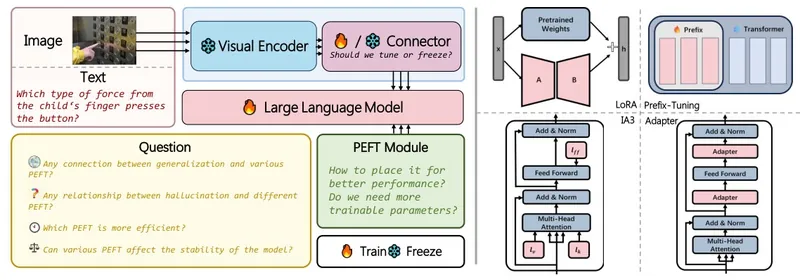 Image
Text
Which type of force from
the child's finger presses
the button?
Visual Encoder
/ Connector
Should we tune or freeze?
Large Language Model
Question
Any connection between generalization and various
PEFT?
Any relationship between hallucination and different
PEFT?
Which PEFT is more efficient?
Can various PEFT affect the stability of the model?
PEFT Module
How to place it for
better performance?
Do we need more
trainable parameters?
Train Freeze
x
Pretrained
Weights
A
B
h
LoRA
Prefix
Transformer
Prefix-Tuning
IA3
Add & Norm
lff
Feed Forward
Add & Norm
Multi-Head
Attention
lv
lk
Adapter
Add & Norm
Adapter
Feed Forward
Adapter
Add & Norm
Multi-Head
Attention